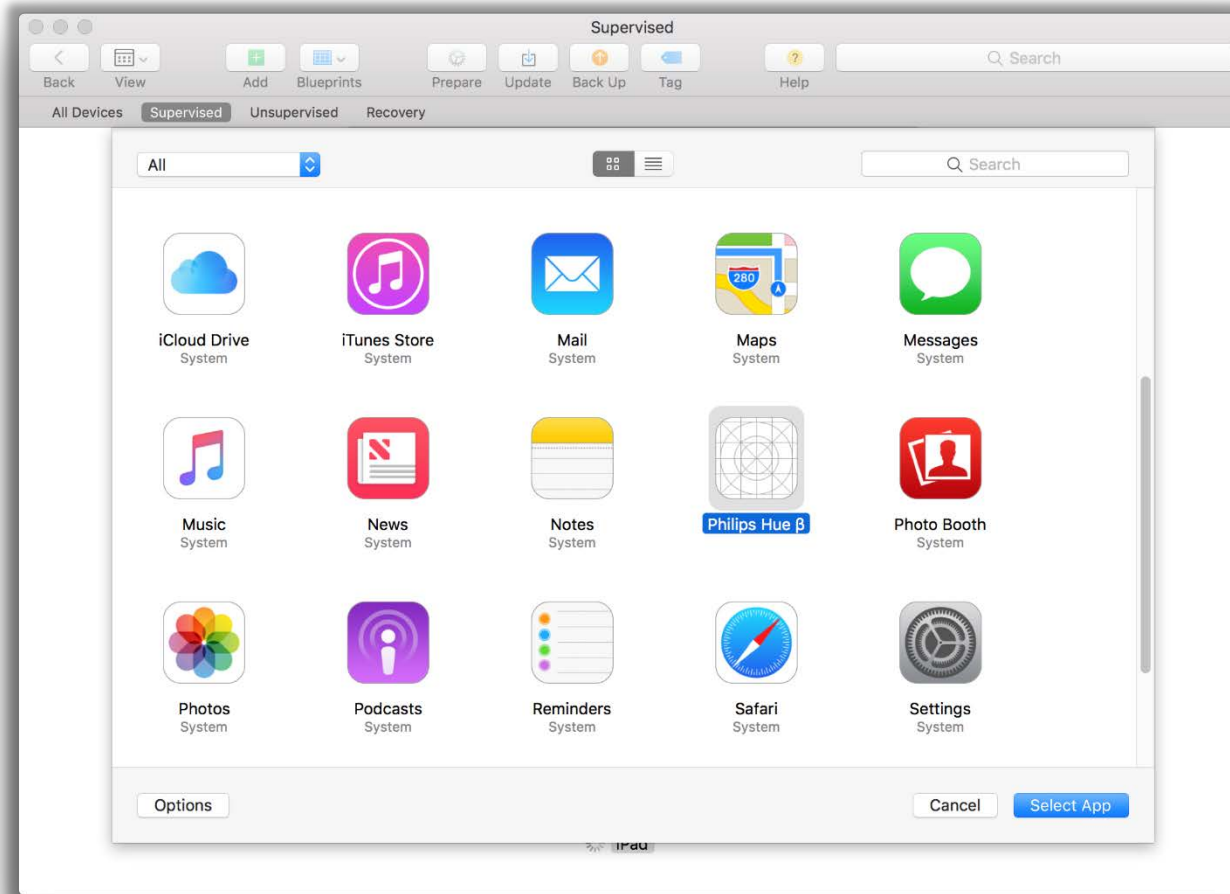 Supervised
Back View Add Blueprints Prepare Update Back Up Tag Help Search
All Devices Supervised Unsupervised Recovery
All Search
280
iCloud Drive iTunes Store Mail Maps Messages
System System System System System
Music News Notes Philips Hue β Photo Booth
System System System System
Photos Podcasts Reminders Safari Settings
System System System System System
Options Cancel Select App
iPad